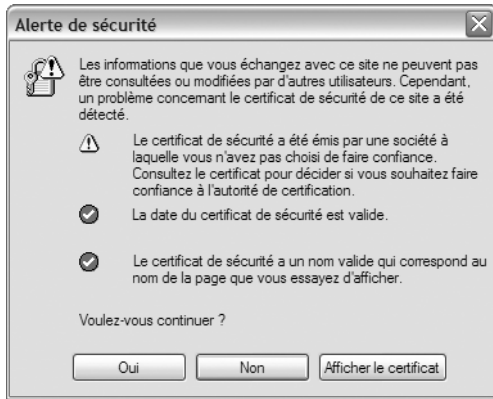 Alerte de sécurité
Les informations que vous échangez avec ce site ne peuvent pas
être consultées ou modifiées par d'autres utilisateurs. Cependant,
un problème concernant le certificat de sécurité de ce site a été
détecté.
Le certificat de sécurité a été émis par une société à
laquelle vous n'avez pas choisi de faire confiance.
Consultez le certificat pour décider si vous souhaitez faire
confiance à l'autorité de certification.
La date du certificat de sécurité est valide.
Le certificat de sécurité a un nom valide qui correspond au
nom de la page que vous essayez d'afficher.
Voulez-vous continuer ?
Oui Non Afficher le certificat